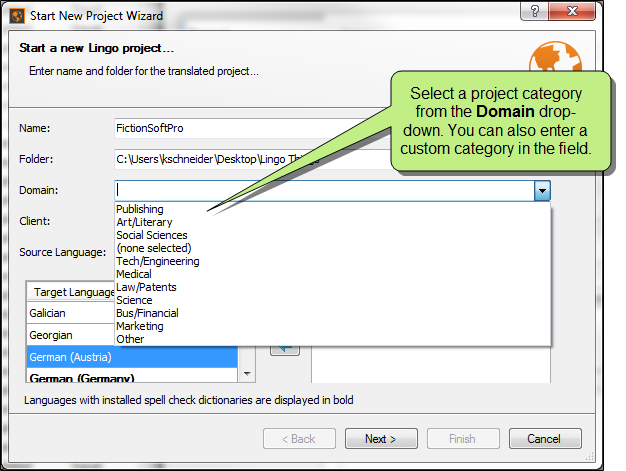 Start New Project Wizard
?
Start a new Lingo project...
Enter name and folder for the translated project...
Select a project category
from the Domain drop-
down. You can also enter a
custom category in the field.
Name:
FictionSoftPro
Folder:
C:\Users\kschneider\Desktop\Lingo
Domain:
Publishing
Art/Literary
Social Sciences
(none selected)
Tech/Engineering
Medical
Law/Patents
Science
Bus/Financial
Marketing
Other
Client:
Source Language:
Target Language
Galician
Georgian
German (Austria)
German (Germany)
Languages with installed spell check dictionaries are displayed in bold
< Back
Next >
Finish
Cancel